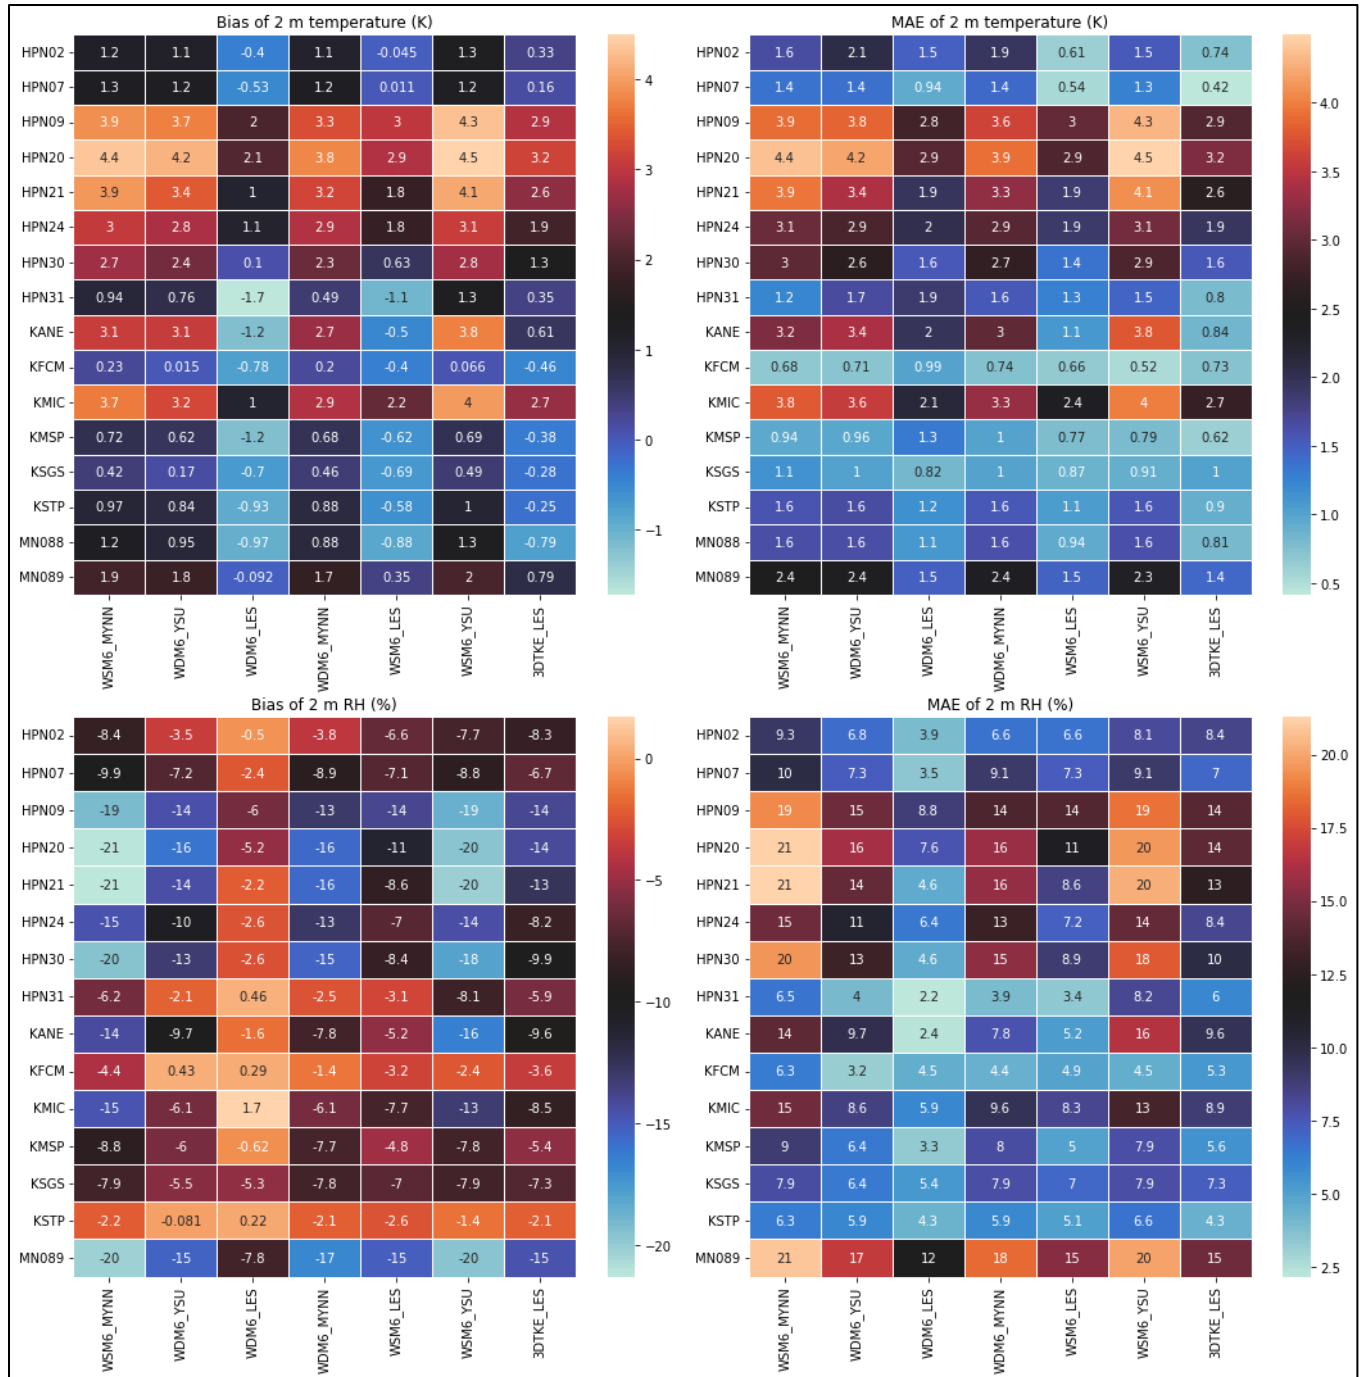 Bias of 2 m temperature (K)
HPN02 1.2 1.1 -0.4 1.1 -0.045 1.3 0.33
HPN07 1.3 1.2 -0.53 1.2 0.011 1.2 0.16
HPN09 3.9 3.7 2 3.3 3 4.3 2.9
HPN20 4.4 4.2 2.1 3.8 2.9 4.5 3.2
HPN21 3.9 3.4 1 3.2 1.8 4.1 2.6
HPN24 3 2.8 1.1 2.9 1.8 3.1 1.9
HPN30 2.7 2.4 0.1 2.3 0.63 2.8 1.3
HPN31 0.94 0.76 -1.7 0.49 -1.1 1.3 0.35
KANE 3.1 3.1 -1.2 2.7 -0.5 3.8 0.61
KFCM 0.23 0.015 -0.78 0.2 -0.4 0.066 -0.46
KMIC 3.7 3.2 1 2.9 2.2 4 2.7
KMSP 0.72 0.62 -1.2 0.68 -0.62 0.69 -0.38
KSGS 0.42 0.17 -0.7 0.46 -0.69 0.49 -0.28
KSTP 0.97 0.84 -0.93 0.88 -0.58 1 -0.25
MN088 1.2 0.95 -0.97 0.88 -0.88 1.3 -0.79
MN089 1.9 1.8 -0.092 1.7 0.35 2 0.79
WSM6_MYNN WDM6_YSU WDM6_LES WDM6_MYNN WSM6_LES WSM6_YSU 3DTKE_LES
4
3
2
1
0
−1
MAE of 2 m temperature (K)
HPN02 1.6 2.1 1.5 1.9 0.61 1.5 0.74
HPN07 1.4 1.4 0.94 1.4 0.54 1.3 0.42
HPN09 3.9 3.8 2.8 3.6 3 4.3 2.9
HPN20 4.4 4.2 2.9 3.9 2.9 4.5 3.2
HPN21 3.9 3.4 1.9 3.3 1.9 4.1 2.6
HPN24 3.1 2.9 2 2.9 1.9 3.1 1.9
HPN30 3 2.6 1.6 2.7 1.4 2.9 1.6
HPN31 1.2 1.7 1.9 1.6 1.3 1.5 0.8
KANE 3.2 3.4 2 3 1.1 3.8 0.84
KFCM 0.68 0.71 0.99 0.74 0.66 0.52 0.73
KMIC 3.8 3.6 2.1 3.3 2.4 4 2.7
KMSP 0.94 0.96 1.3 1 0.77 0.79 0.62
KSGS 1.1 1 0.82 1 0.87 0.91 1
KSTP 1.6 1.6 1.2 1.6 1.1 1.6 0.9
MN088 1.6 1.6 1.1 1.6 0.94 1.6 0.81
MN089 2.4 2.4 1.5 2.4 1.5 2.3 1.4
WSM6_MYNN WDM6_YSU WDM6_LES WDM6_MYNN WSM6_LES WSM6_YSU 3DTKE_LES
4.0
3.5
3.0
2.5
2.0
1.5
1.0
0.5
Bias of 2 m RH (%)
HPN02 -8.4 -3.5 -0.5 -3.8 -6.6 -7.7 -8.3
HPN07 -9.9 -7.2 -2.4 -8.9 -7.1 -8.8 -6.7
HPN09 -19 -14 -6 -13 -14 -19 -14
HPN20 -21 -16 -5.2 -16 -11 -20 -14
HPN21 -21 -14 -2.2 -16 -8.6 -20 -13
HPN24 -15 -10 -2.6 -13 -7 -14 -8.2
HPN30 -20 -13 -2.6 -15 -8.4 -18 -9.9
HPN31 -6.2 -2.1 0.46 -2.5 -3.1 -8.1 -5.9
KANE -14 -9.7 -1.6 -7.8 -5.2 -16 -9.6
KFCM -4.4 0.43 0.29 -1.4 -3.2 -2.4 -3.6
KMIC -15 -6.1 1.7 -6.1 -7.7 -13 -8.5
KMSP -8.8 -6 -0.62 -7.7 -4.8 -7.8 -5.4
KSGS -7.9 -5.5 -5.3 -7.8 -7 -7.9 -7.3
KSTP -2.2 -0.081 0.22 -2.1 -2.6 -1.4 -2.1
MN089 -20 -15 -7.8 -17 -15 -20 -15
WSM6_MYNN WDM6_YSU WDM6_LES WDM6_MYNN WSM6_LES WSM6_YSU 3DTKE_LES
0
−5
−10
−15
−20
MAE of 2 m RH (%)
HPN02 9.3 6.8 3.9 6.6 6.6 8.1 8.4
HPN07 10 7.3 3.5 9.1 7.3 9.1 7
HPN09 19 15 8.8 14 14 19 14
HPN20 21 16 7.6 16 11 20 14
HPN21 21 14 4.6 16 8.6 20 13
HPN24 15 11 6.4 13 7.2 14 8.4
HPN30 20 13 4.6 15 8.9 18 10
HPN31 6.5 4 2.2 3.9 3.4 8.2 6
KANE 14 9.7 2.4 7.8 5.2 16 9.6
KFCM 6.3 3.2 4.5 4.4 4.9 4.5 5.3
KMIC 15 8.6 5.9 9.6 8.3 13 8.9
KMSP 9 6.4 3.3 8 5 7.9 5.6
KSGS 7.9 6.4 5.4 7.9 7 7.9 7.3
KSTP 6.3 5.9 4.3 5.9 5.1 6.6 4.3
MN089 21 17 12 18 15 20 15
WSM6_MYNN WDM6_YSU WDM6_LES WDM6_MYNN WSM6_LES WSM6_YSU 3DTKE_LES
20.0
17.5
15.0
12.5
10.0
7.5
5.0
2.5